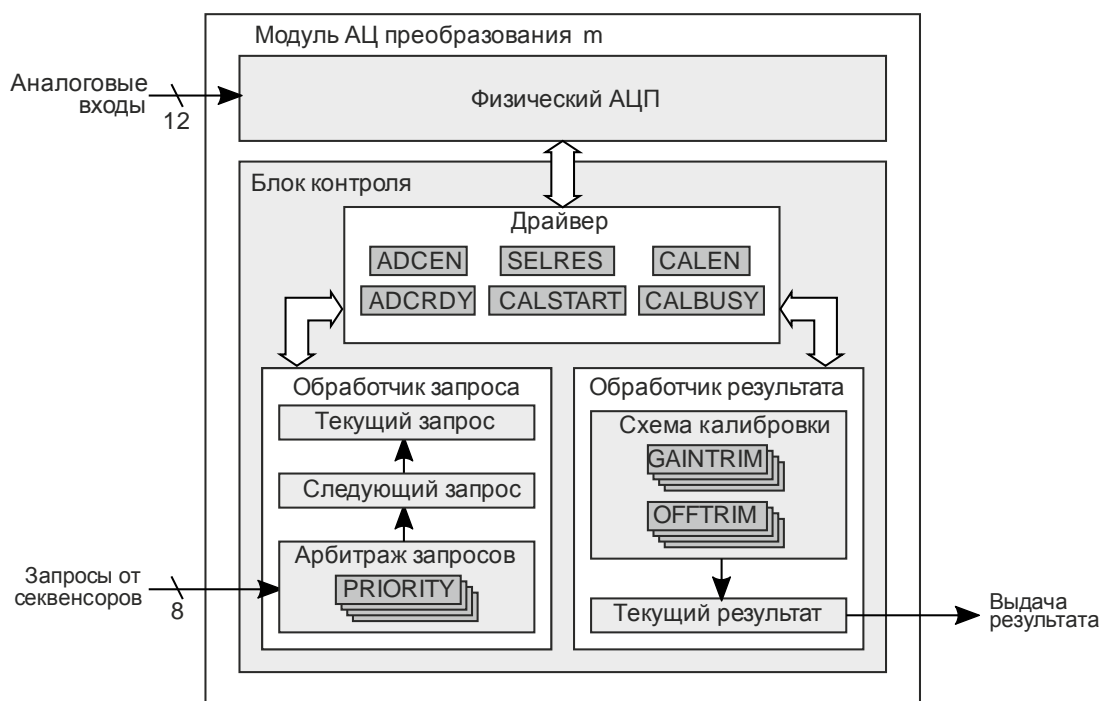 Модуль АЦ преобразования m
Аналоговые
входы
12
Физический АЦП
Блок контроля
Драйвер
ADCEN
SELRES
CALEN
ADCRDY
CALSTART
CALBUSY
Обработчик запроса
Текущий запрос
Следующий запрос
Арбитраж запросов
PRIORITY
Запросы от
секвенсоров
8
Обработчик результата
Схема калибровки
GAINTRIM
OFFTRIM
Текущий результат
Выдача
результата